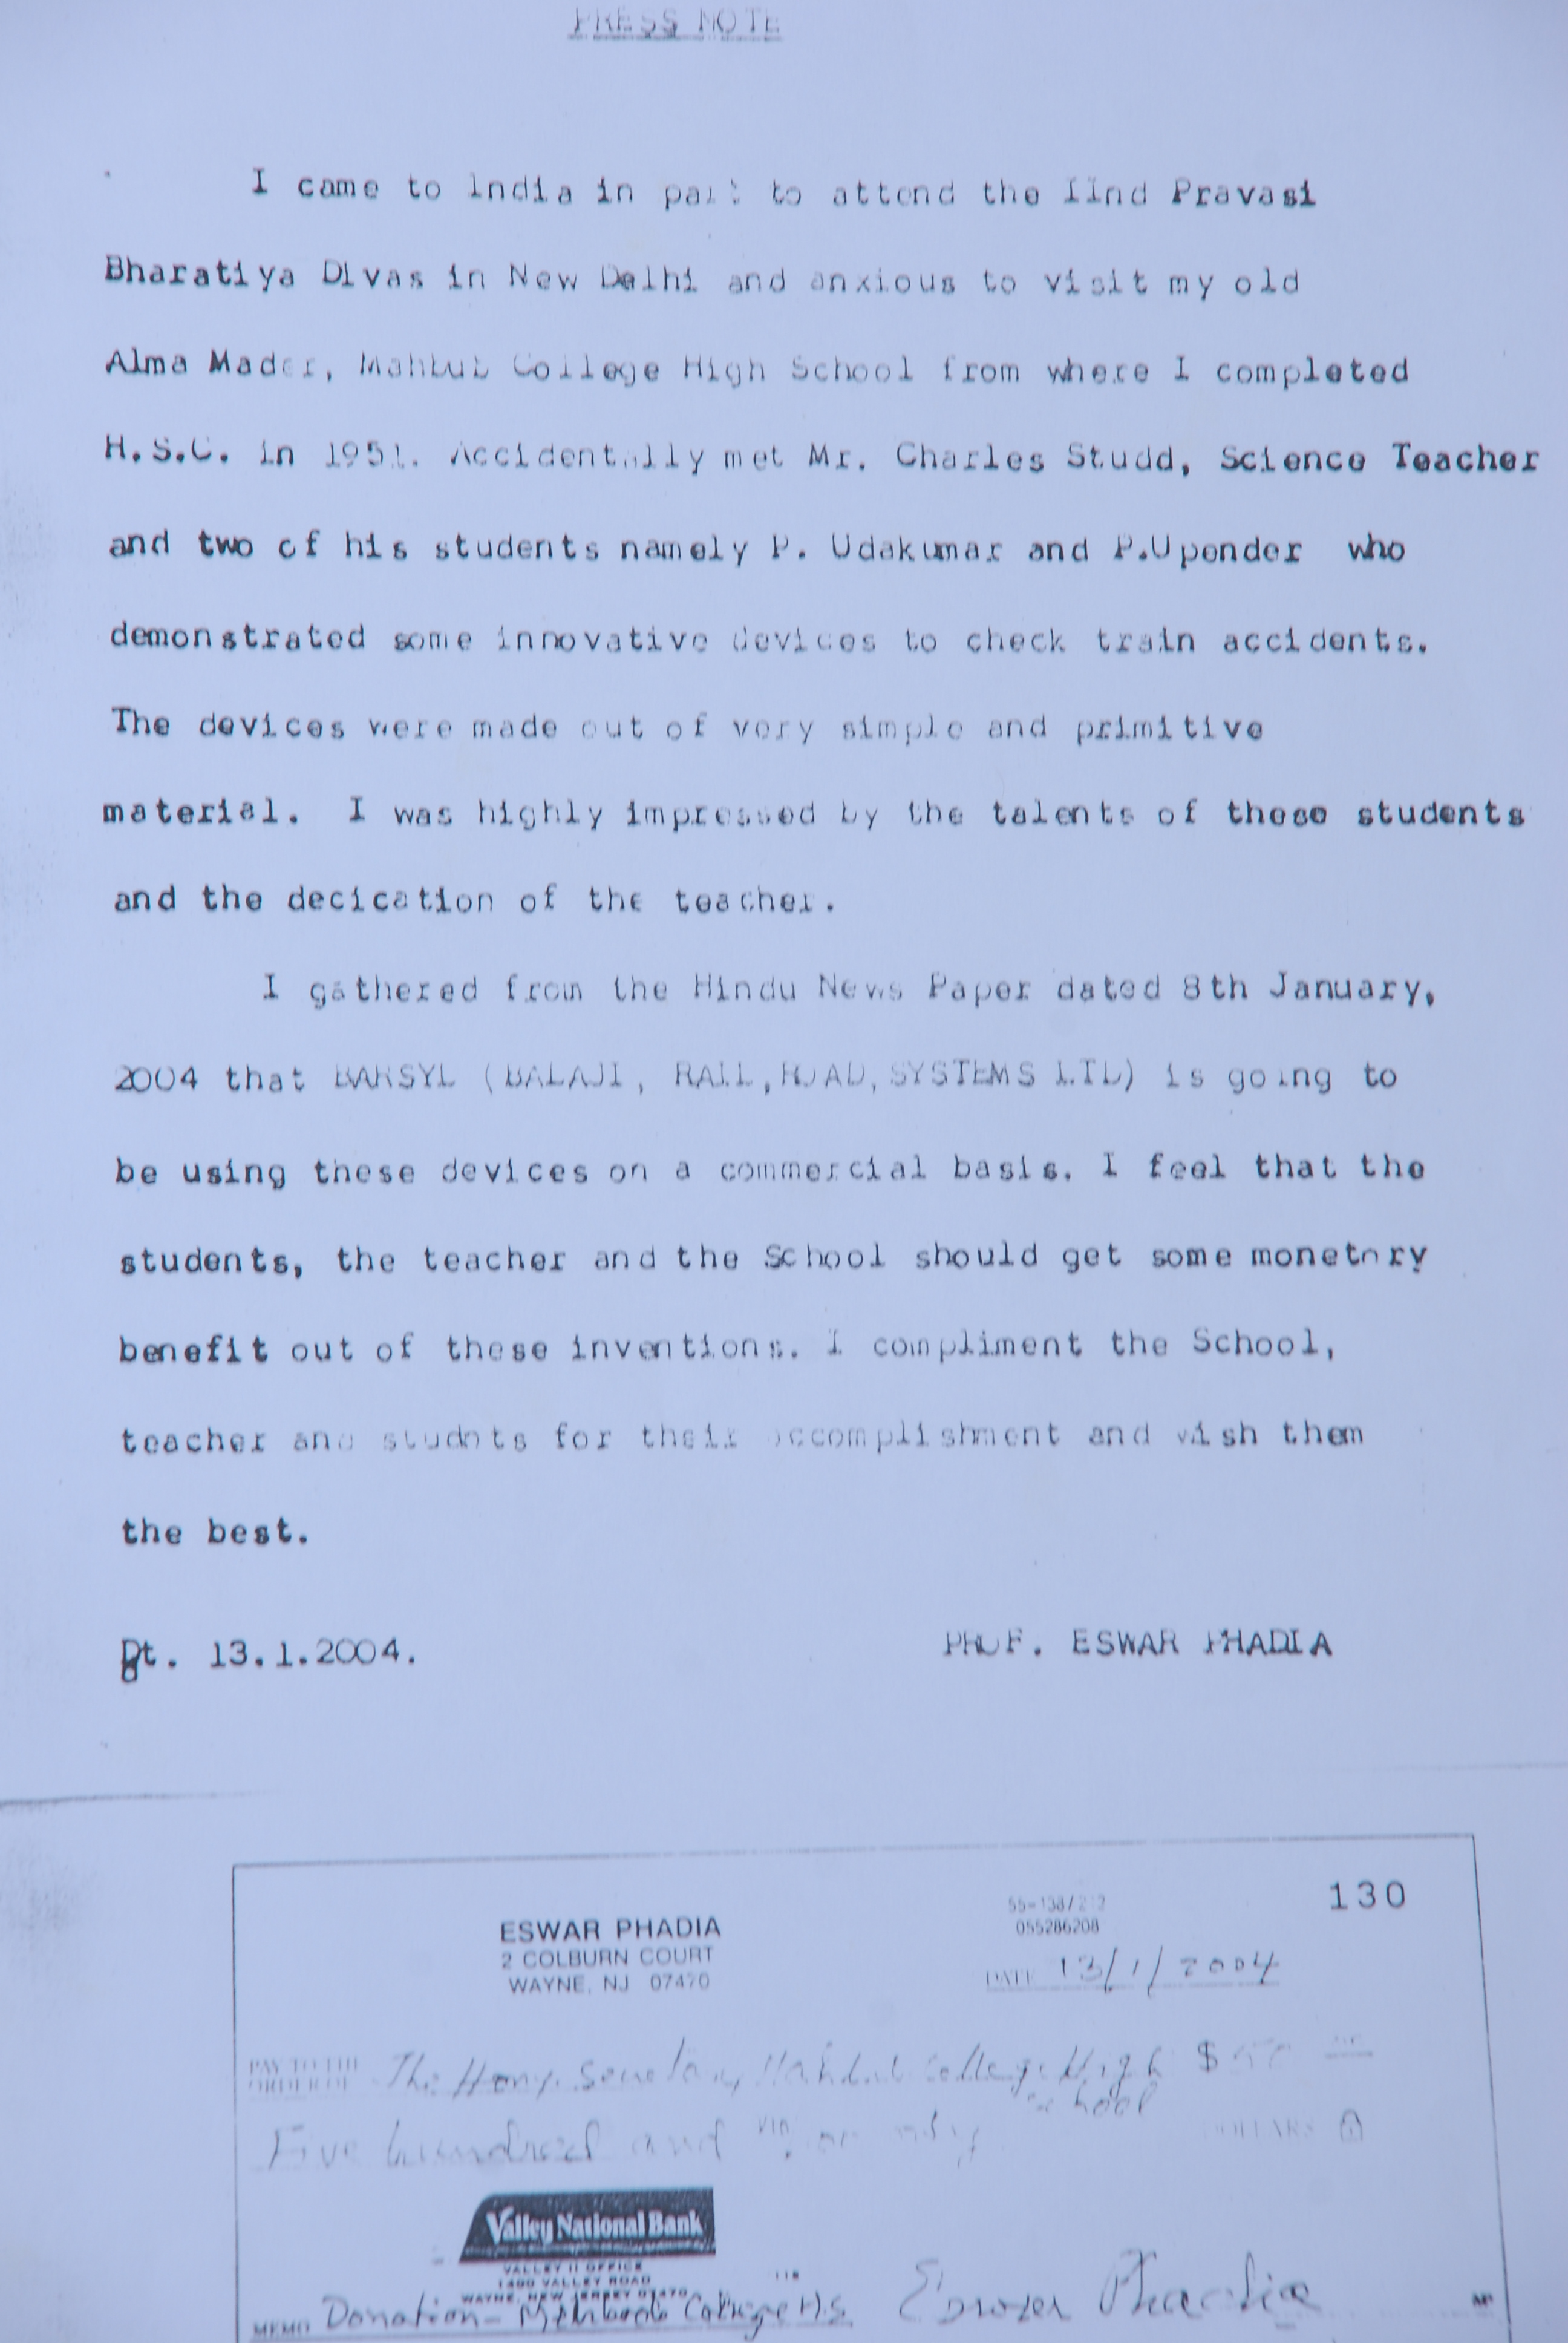 PRESS NOTE
I came to India in part to attend the IInd Pravasi
Bharatiya Divas in New Delhi and anxious to visit my old
Alma Mader, Mahbub College High School from where I completed
H.S.C. in 1951. Accidentally met Mr. Charles Studd, Science Teacher
and two of his students namely P. Udakumar and P.Upender who
demonstrated some innovative devices to check train accidents.
The devices were made out of very simple and primitive
material. I was highly impressed by the talents of these students
and the decication of the teacher.
I gathered from the Hindu News Paper dated 8th January,
2004 that BARSYL (BALAJI, RAIL,ROAD,SYSTEMS LTD) is going to
be using these devices on a commercial basis. I feel that the
students, the teacher and the School should get some monetary
benefit out of these inventions. I compliment the School,
teacher and studnts for their accomplishment and wish them
the best.
Dt. 13.1.2004.
PROF. ESWAR PHADIA
130
55-138/212
055286208
ESWAR PHADIA
2 COLBURN COURT
WAYNE, NJ 07470
DATE 13/1/2004
PAY TO THE ORDER OF The Hony. Secretary Mahbub College High School $
Five hundred and only DOLLARS
Valley National Bank
VALLEY II OFFICE
1400 VALLEY ROAD
WAYNE, NEW JERSEY 07470
MEMO Donation - Mehboob College HS. Eswar Phadia